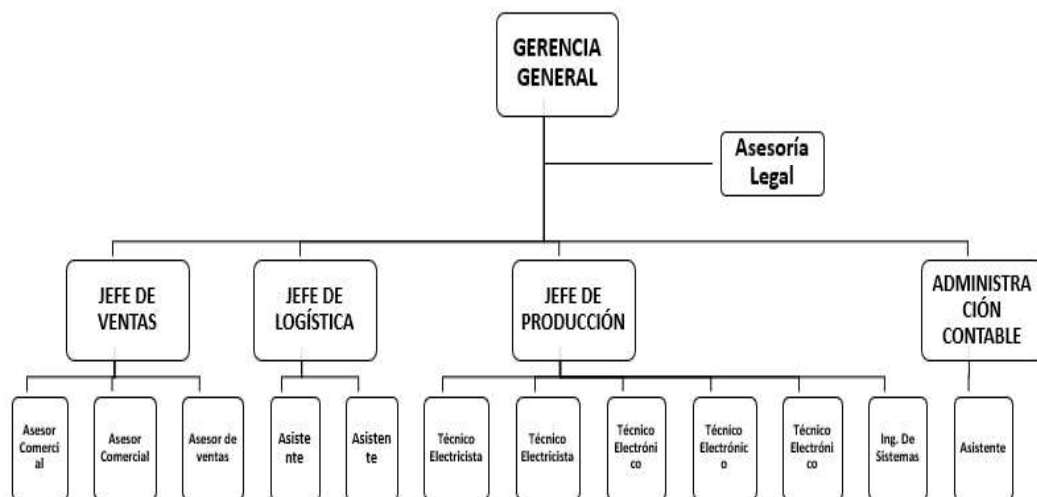 GERENCIA
GENERAL
Asesoría
Legal
JEFE DE
VENTAS
JEFE DE
LOGÍSTICA
JEFE DE
PRODUCCIÓN
ADMINISTRA
CIÓN
CONTABLE
Asesor
Comerci
al
Asesor
Comercial
Asesor de
ventas
Asiste
nte
Asisten
te
Técnico
Electricista
Técnico
Electricista
Técnico
Electróni
co
Técnico
Electrónic
o
Técnico
Electróni
co
Ing. De
Sistemas
Asistente